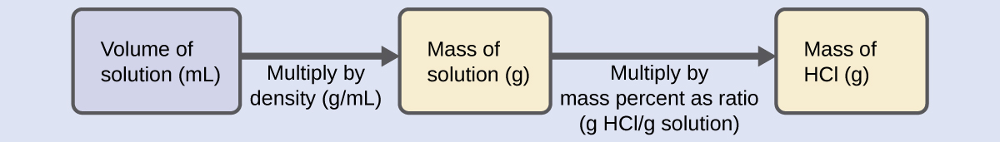 Volume of
solution (mL)
Multiply by
density (g/mL)
Mass of
solution (g)
Multiply by
mass percent as ratio
(g HCl/g solution)
Mass of
HCl (g)